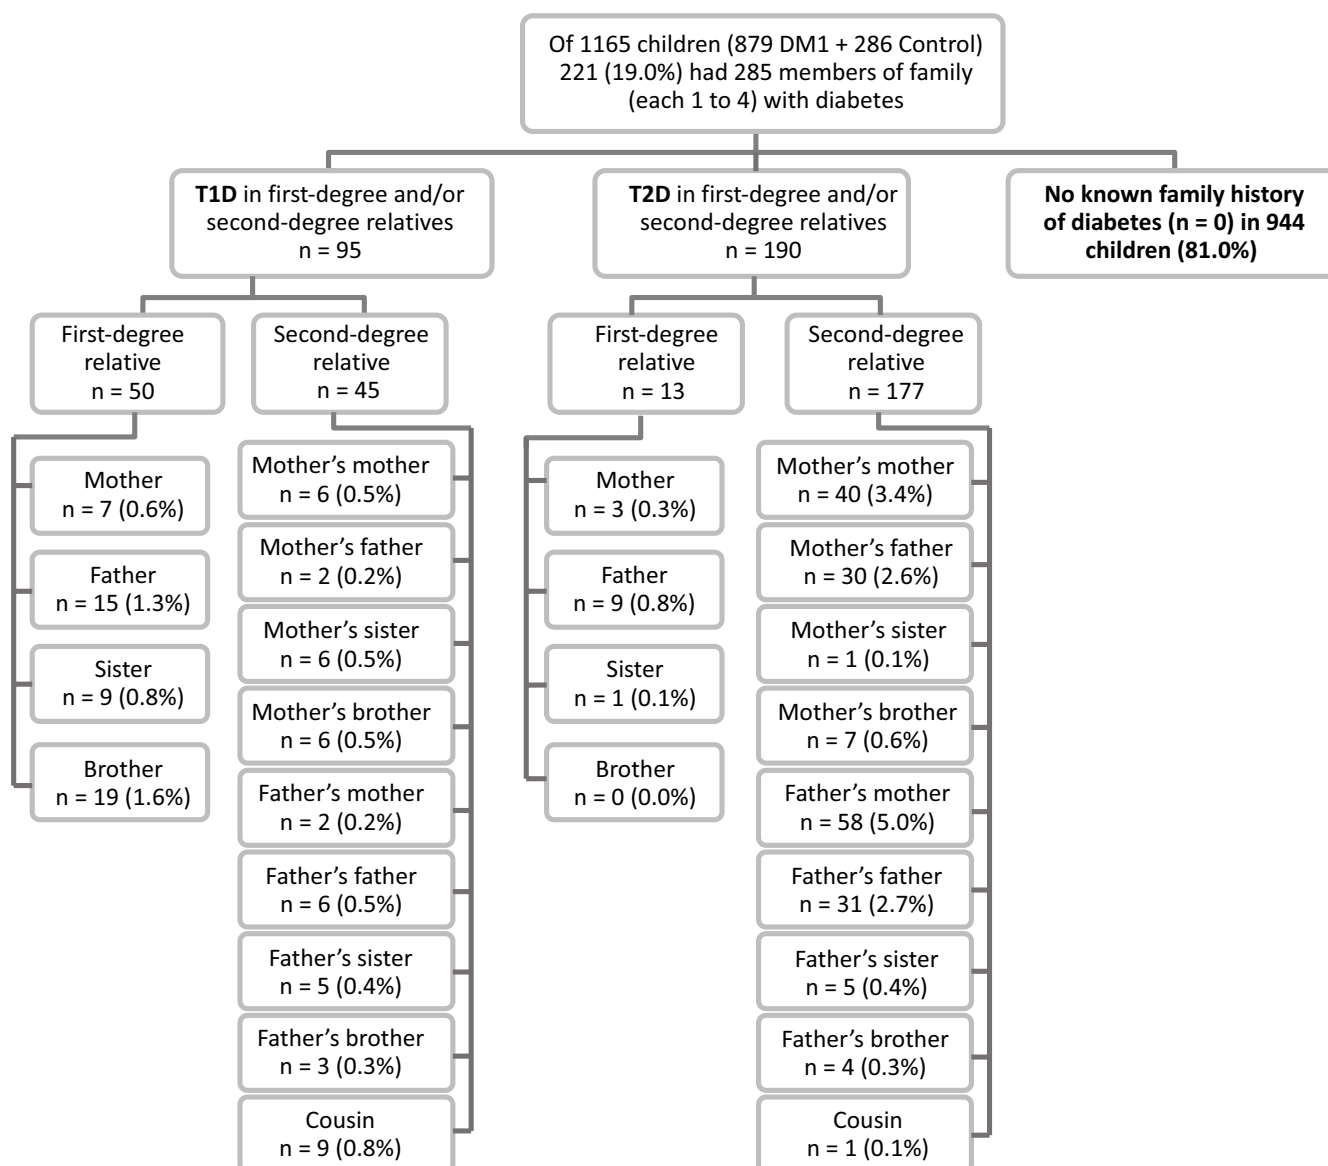 Of 1165 children (879 DM1 + 286 Control)
221 (19.0%) had 285 members of family
(each 1 to 4) with diabetes
T1D in first-degree and/or
second-degree relatives
n = 95
T2D in first-degree and/or
second-degree relatives
n = 190
No known family history
of diabetes (n = 0) in 944
children (81.0%)
First-degree
relative
n = 50
Second-degree
relative
n = 45
First-degree
relative
n = 13
Second-degree
relative
n = 177
Mother
n = 7 (0.6%)
Father
n = 15 (1.3%)
Sister
n = 9 (0.8%)
Brother
n = 19 (1.6%)
Mother’s mother
n = 6 (0.5%)
Mother’s father
n = 2 (0.2%)
Mother’s sister
n = 6 (0.5%)
Mother’s brother
n = 6 (0.5%)
Father’s mother
n = 2 (0.2%)
Father’s father
n = 6 (0.5%)
Father’s sister
n = 5 (0.4%)
Father’s brother
n = 3 (0.3%)
Cousin
n = 9 (0.8%)
Mother
n = 3 (0.3%)
Father
n = 9 (0.8%)
Sister
n = 1 (0.1%)
Brother
n = 0 (0.0%)
Mother’s mother
n = 40 (3.4%)
Mother’s father
n = 30 (2.6%)
Mother’s sister
n = 1 (0.1%)
Mother’s brother
n = 7 (0.6%)
Father’s mother
n = 58 (5.0%)
Father’s father
n = 31 (2.7%)
Father’s sister
n = 5 (0.4%)
Father’s brother
n = 4 (0.3%)
Cousin
n = 1 (0.1%)